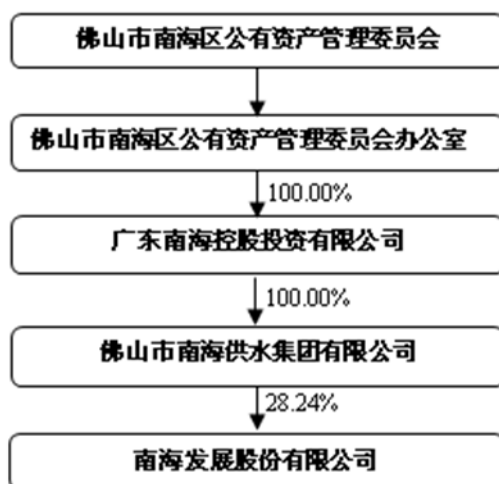 佛山市南海区公有资产管理委员会
佛山市南海区公有资产管理委员会办公室
100.00%
广东南海控股投资有限公司
100.00%
佛山市南海供水集团有限公司
28.24%
南海发展股份有限公司